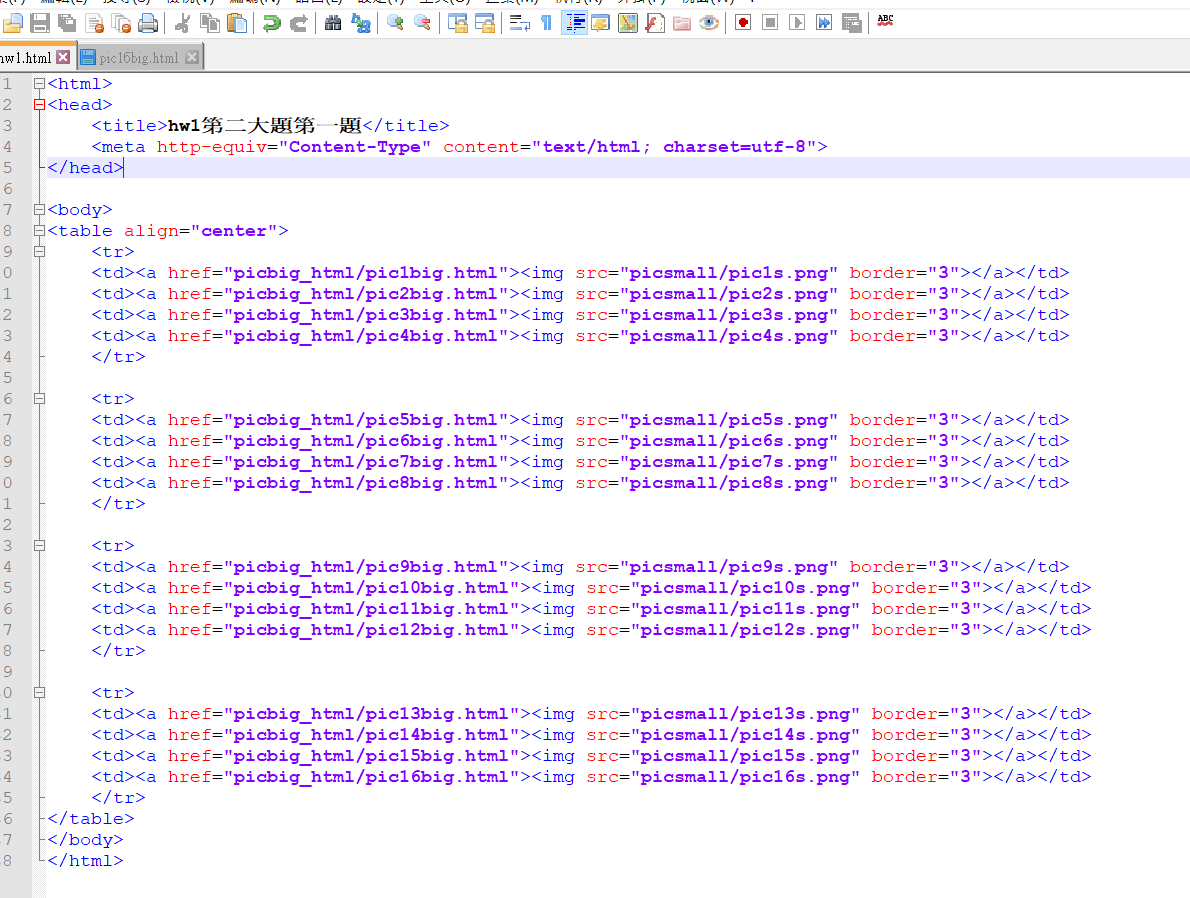 hw1.html pic16big.html
ABC
1 <html>
2 <head>
3 <title>hw1第二大題第一題</title>
4 <meta http-equiv="Content-Type" content="text/html; charset=utf-8">
5 </head>
6
7 <body>
8 <table align="center">
9 <tr>
0 <td><a href="picbig_html/pic1big.html"><img src="picsmall/pic1s.png" border="3"></a></td>
1 <td><a href="picbig_html/pic2big.html"><img src="picsmall/pic2s.png" border="3"></a></td>
2 <td><a href="picbig_html/pic3big.html"><img src="picsmall/pic3s.png" border="3"></a></td>
3 <td><a href="picbig_html/pic4big.html"><img src="picsmall/pic4s.png" border="3"></a></td>
4 </tr>
5
6 <tr>
7 <td><a href="picbig_html/pic5big.html"><img src="picsmall/pic5s.png" border="3"></a></td>
8 <td><a href="picbig_html/pic6big.html"><img src="picsmall/pic6s.png" border="3"></a></td>
9 <td><a href="picbig_html/pic7big.html"><img src="picsmall/pic7s.png" border="3"></a></td>
0 <td><a href="picbig_html/pic8big.html"><img src="picsmall/pic8s.png" border="3"></a></td>
1 </tr>
2
3 <tr>
4 <td><a href="picbig_html/pic9big.html"><img src="picsmall/pic9s.png" border="3"></a></td>
5 <td><a href="picbig_html/pic10big.html"><img src="picsmall/pic10s.png" border="3"></a></td>
6 <td><a href="picbig_html/pic11big.html"><img src="picsmall/pic11s.png" border="3"></a></td>
7 <td><a href="picbig_html/pic12big.html"><img src="picsmall/pic12s.png" border="3"></a></td>
8 </tr>
9
0 <tr>
1 <td><a href="picbig_html/pic13big.html"><img src="picsmall/pic13s.png" border="3"></a></td>
2 <td><a href="picbig_html/pic14big.html"><img src="picsmall/pic14s.png" border="3"></a></td>
3 <td><a href="picbig_html/pic15big.html"><img src="picsmall/pic15s.png" border="3"></a></td>
4 <td><a href="picbig_html/pic16big.html"><img src="picsmall/pic16s.png" border="3"></a></td>
5 </tr>
6 </table>
7 </body>
8 </html>